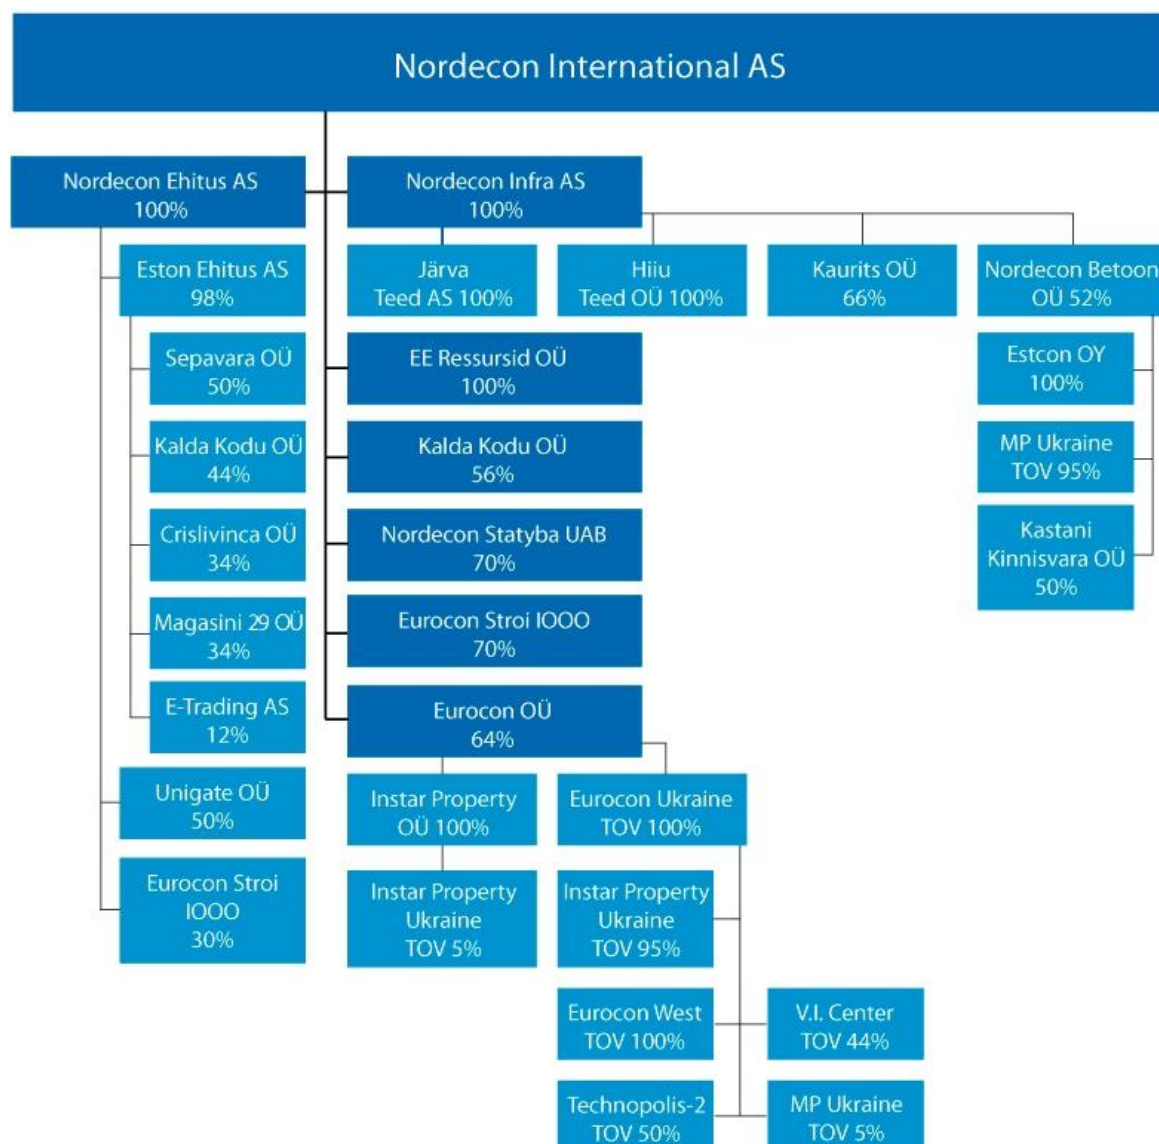 Nordecon International AS
Nordecon Ehitus AS
100%
Nordecon Infra AS
100%
Eston Ehitus AS
98%
Järva
Teed AS 100%
Hiiu
Teed OÜ 100%
Kaurits OÜ
66%
Nordecon Betoon
OÜ 52%
Sepavara OÜ
50%
EE Ressursid OÜ
100%
Estcon OY
100%
Kalda Kodu OÜ
44%
Kalda Kodu OÜ
56%
MP Ukraine
TOV 95%
Crislivinca OÜ
34%
Nordecon Statyba UAB
70%
Kastani
Kinnisvara OÜ
50%
Magasini 29 OÜ
34%
Eurocon Stroi IOOO
70%
E-Trading AS
12%
Eurocon OÜ
64%
Unigate OÜ
50%
Instar Property
OÜ 100%
Eurocon Ukraine
TOV 100%
Eurocon Stroi
IOOO
30%
Instar Property
Ukraine
TOV 5%
Instar Property
Ukraine
TOV 95%
Eurocon West
TOV 100%
V.I. Center
TOV 44%
Technopolis-2
TOV 50%
MP Ukraine
TOV 5%